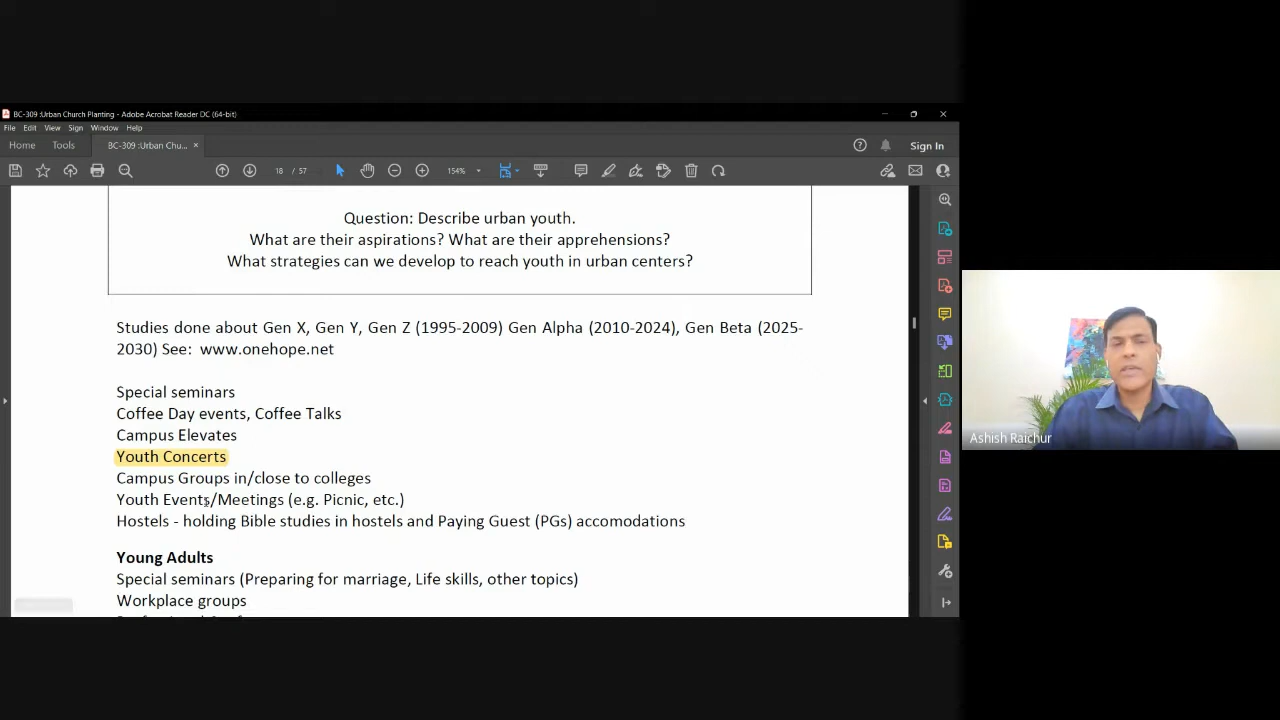 BC-309 :Urban Church Planting - Adobe Acrobat Reader DC (64-bit)
File Edit View Sign Window Help
Home Tools BC-309 :Urban Chu... × Sign In
18 / 57 154%
Question: Describe urban youth.
What are their aspirations? What are their apprehensions?
What strategies can we develop to reach youth in urban centers?
Studies done about Gen X, Gen Y, Gen Z (1995-2009) Gen Alpha (2010-2024), Gen Beta (2025-
2030) See: www.onehope.net
Special seminars
Coffee Day events, Coffee Talks
Campus Elevates
Youth Concerts
Campus Groups in/close to colleges
Youth Events/Meetings (e.g. Picnic, etc.)
Hostels - holding Bible studies in hostels and Paying Guest (PGs) accomodations
Young Adults
Special seminars (Preparing for marriage, Life skills, other topics)
Workplace groups
Ashish Raichur